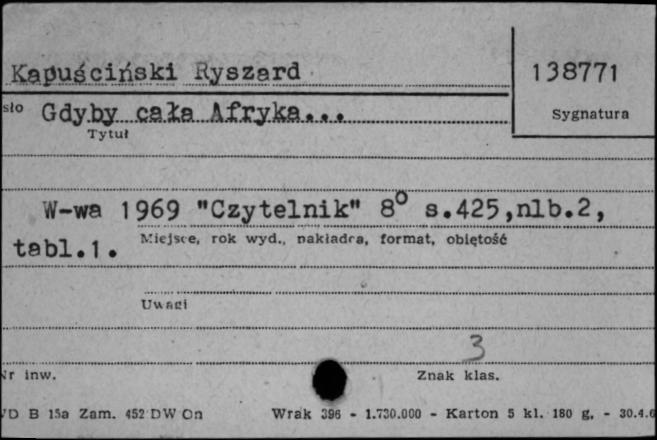 Kapuściński Ryszard
138771
sło Gdyby cała Afryka...
Sygnatura
Tytuł
W-wa 1969 "Czytelnik" 8° s.425,nlb.2,
tabl.1. Miejsce, rok wyd., nakładca, format, objętość
Uwagi
3
Nr inw.
Znak klas.
D B 15a Zam. 452 DW On Wrak 396 - 1.730.000 - Karton 5 kl. 180 g, - 30.4.6